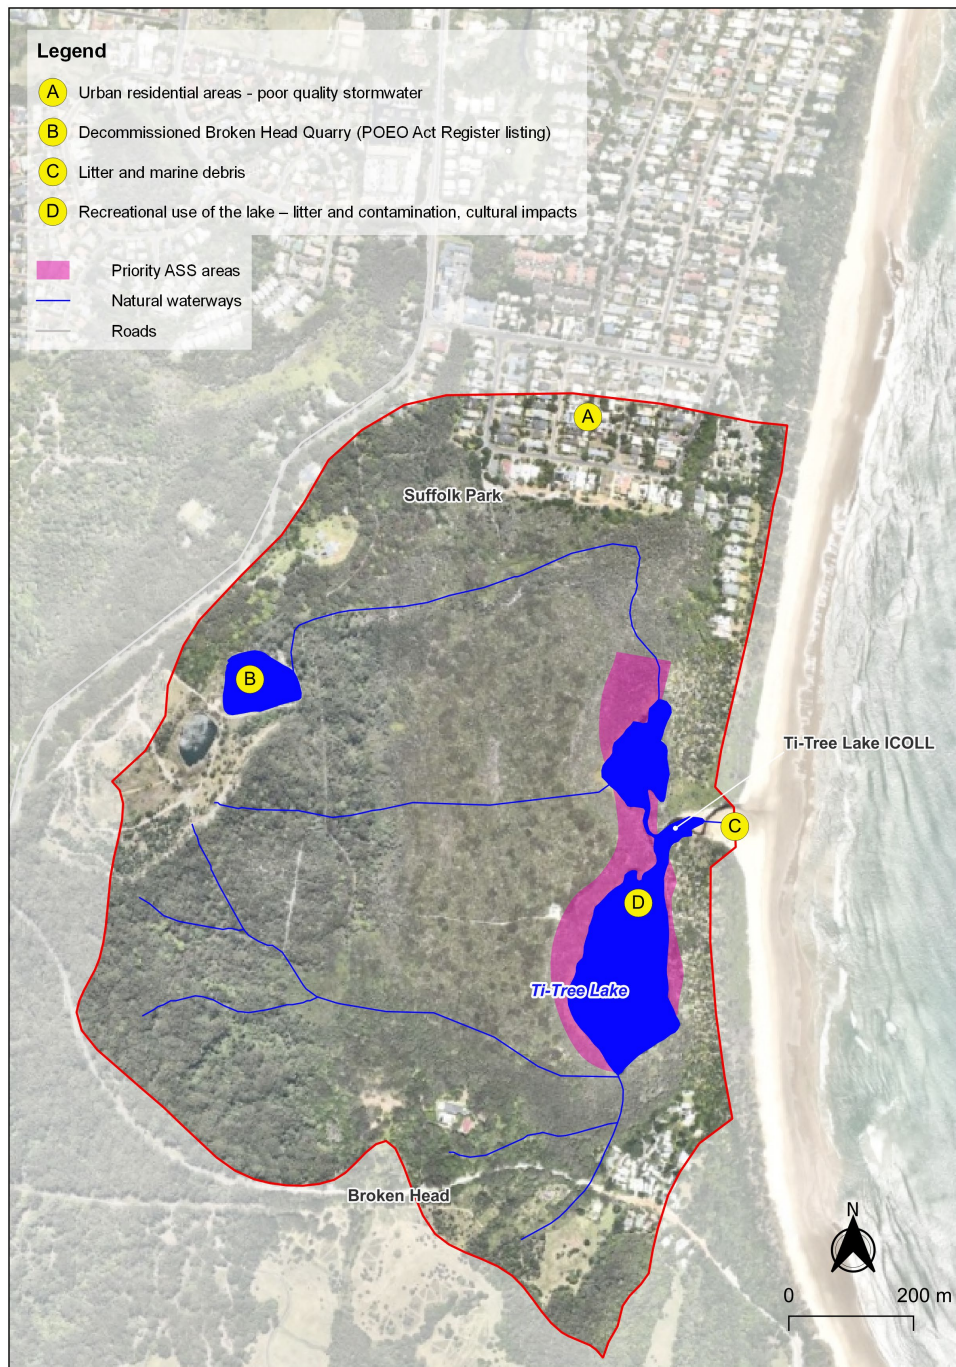 Legend
A Urban residential areas - poor quality stormwater
B Decommissioned Broken Head Quarry (POEO Act Register listing)
C Litter and marine debris
D Recreational use of the lake – litter and contamination, cultural impacts
Priority ASS areas
Natural waterways
Roads
A
Suffolk Park
B
Ti-Tree Lake ICOLL
C
D
Ti-Tree Lake
Broken Head
N
0 200 m